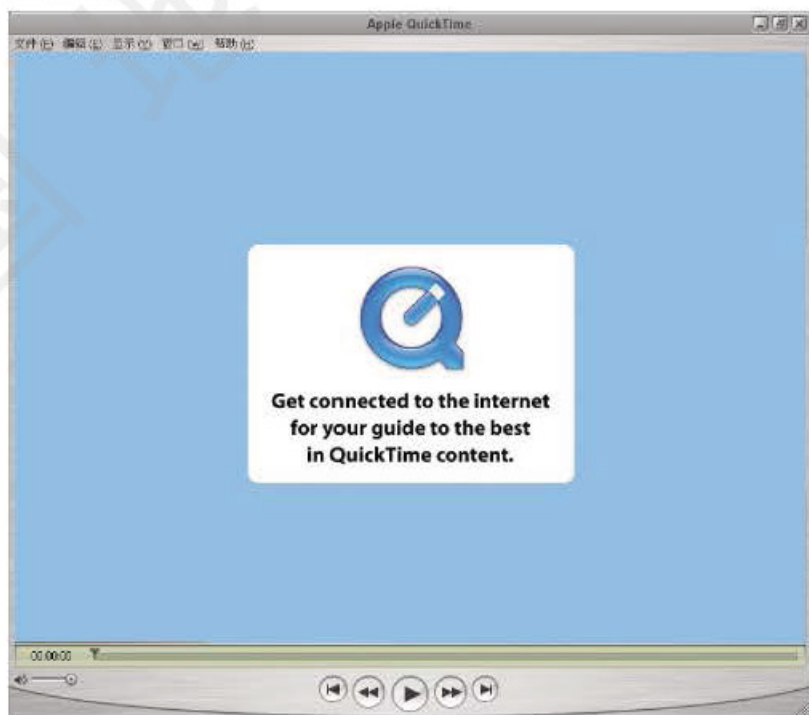 Apple QuickTime
文件(F) 编辑(E) 显示(Y) 窗口(W) 帮助(H)
Get connected to the internet
for your guide to the best
in QuickTime content.
00:00:00